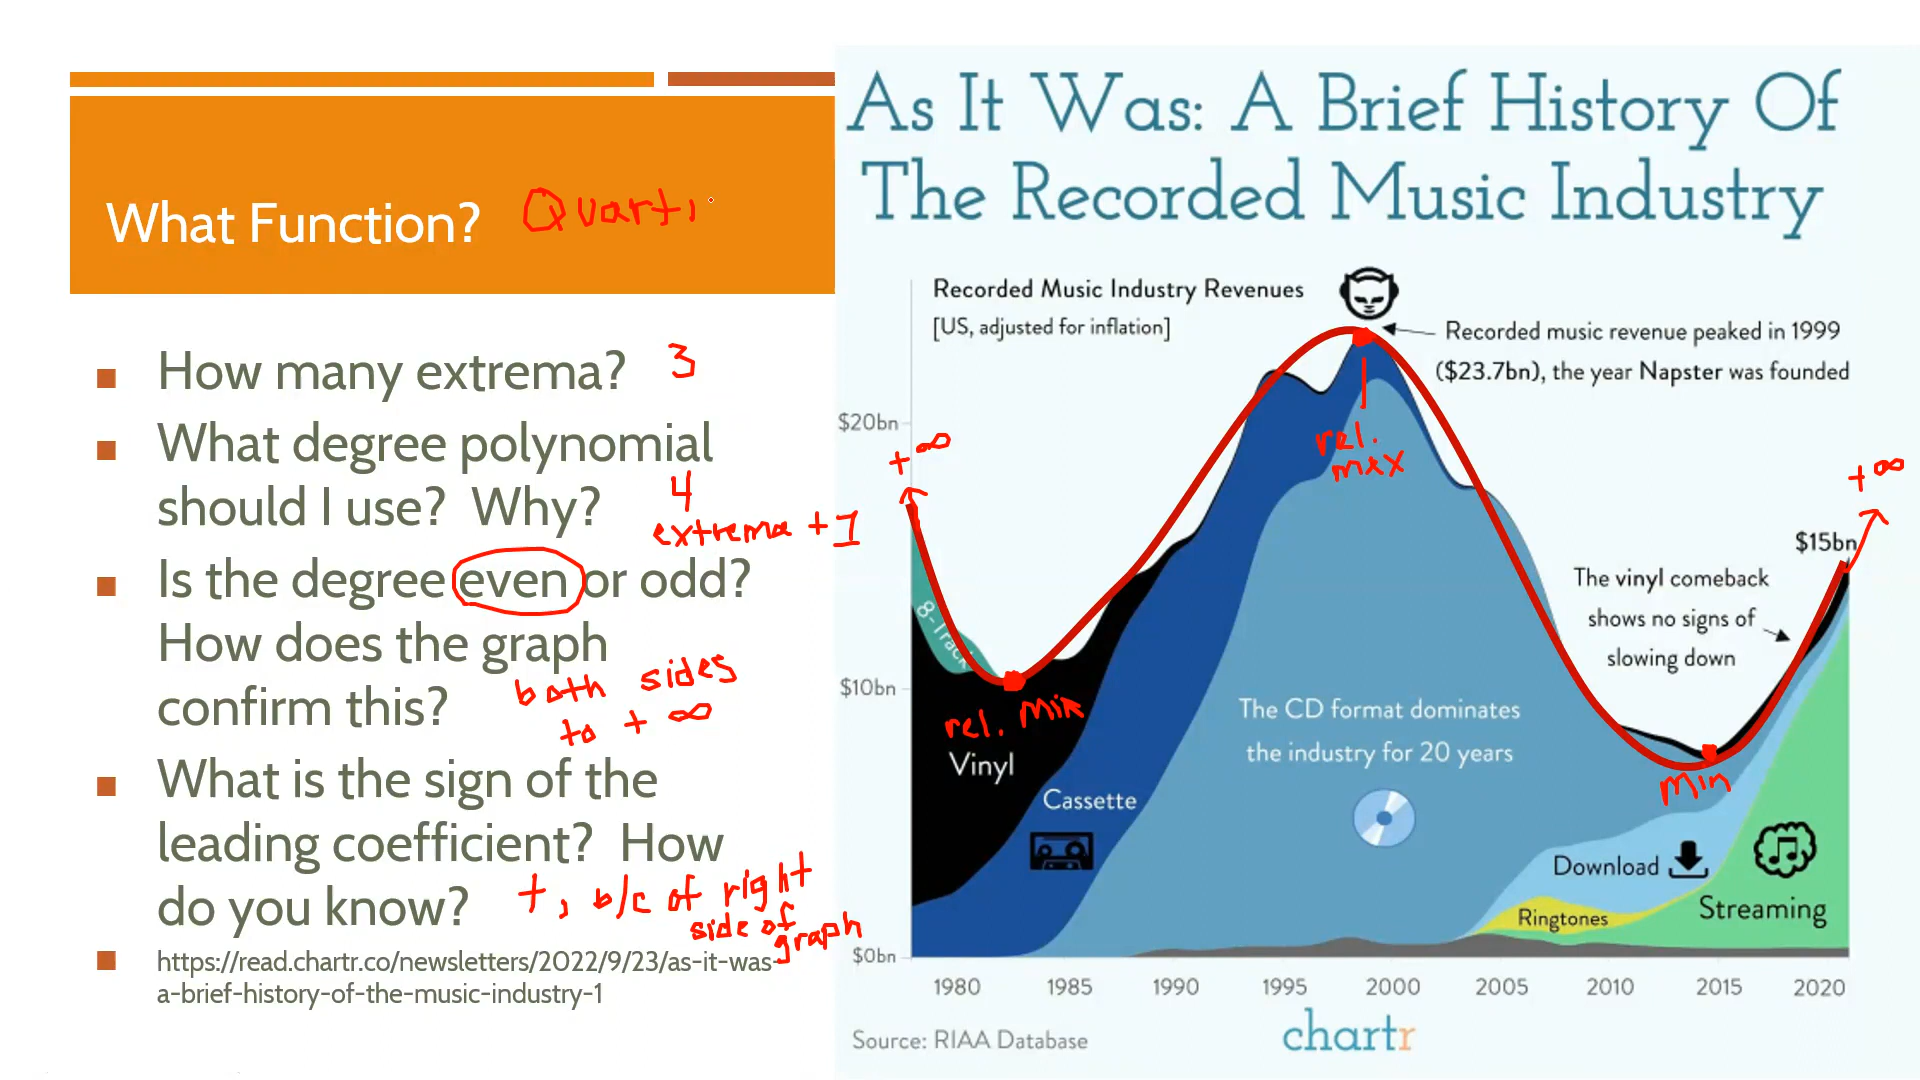 As It Was: A Brief History Of
The Recorded Music Industry
What Function? Quarti
How many extrema? 3
What degree polynomial
should I use? Why? 4
extrema + 1
Is the degree even or odd?
How does the graph
confirm this? both sides
to + ∞
What is the sign of the
leading coefficient? How
do you know? +, b/c of right
side of
graph
https://read.chartr.co/newsletters/2022/9/23/as-it-was-
a-brief-history-of-the-music-industry-1
Recorded Music Industry Revenues
[US, adjusted for inflation]
Recorded music revenue peaked in 1999
($23.7bn), the year Napster was founded
$20bn
+∞
rel.
max
+∞
$15bn
The vinyl comeback
shows no signs of
slowing down
8-Track
$10bn
rel. min
Vinyl
The CD format dominates
the industry for 20 years
min
Cassette
Download
Ringtones
Streaming
$0bn
1980 1985 1990 1995 2000 2005 2010 2015 2020
Source: RIAA Database
chartr